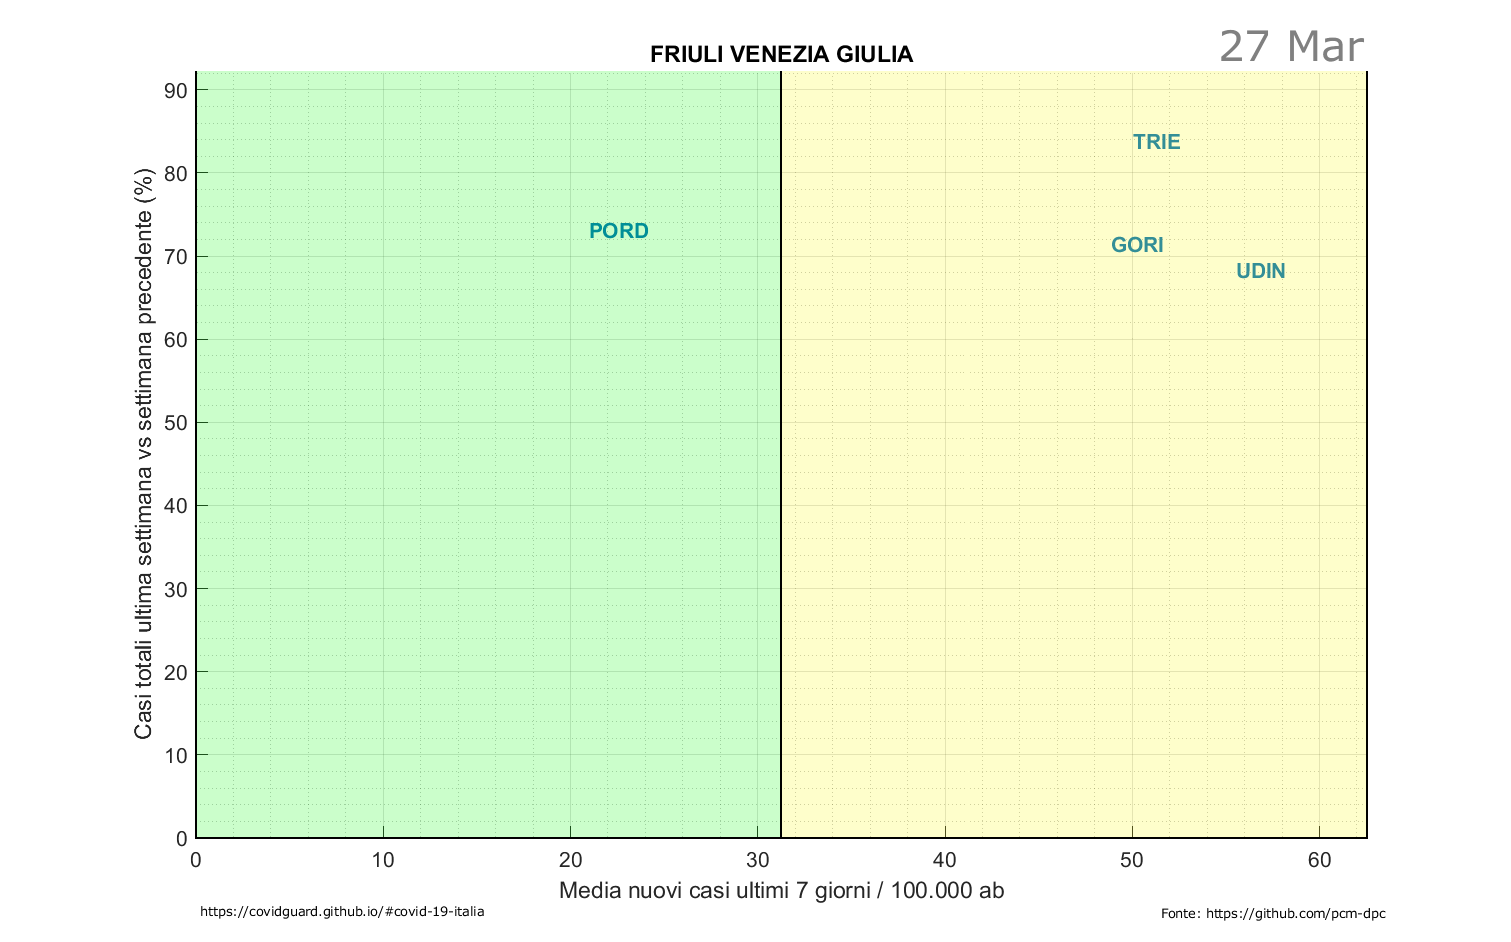 FRIULI VENEZIA GIULIA
27 Mar
Casi totali ultima settimana vs settimana precedente (%)
90
80
70
60
50
40
30
20
10
0
TRIE
PORD
GORI
UDIN
0 10 20 30 40 50 60
Media nuovi casi ultimi 7 giorni / 100.000 ab
https://covidguard.github.io/#covid-19-italia
Fonte: https://github.com/pcm-dpc